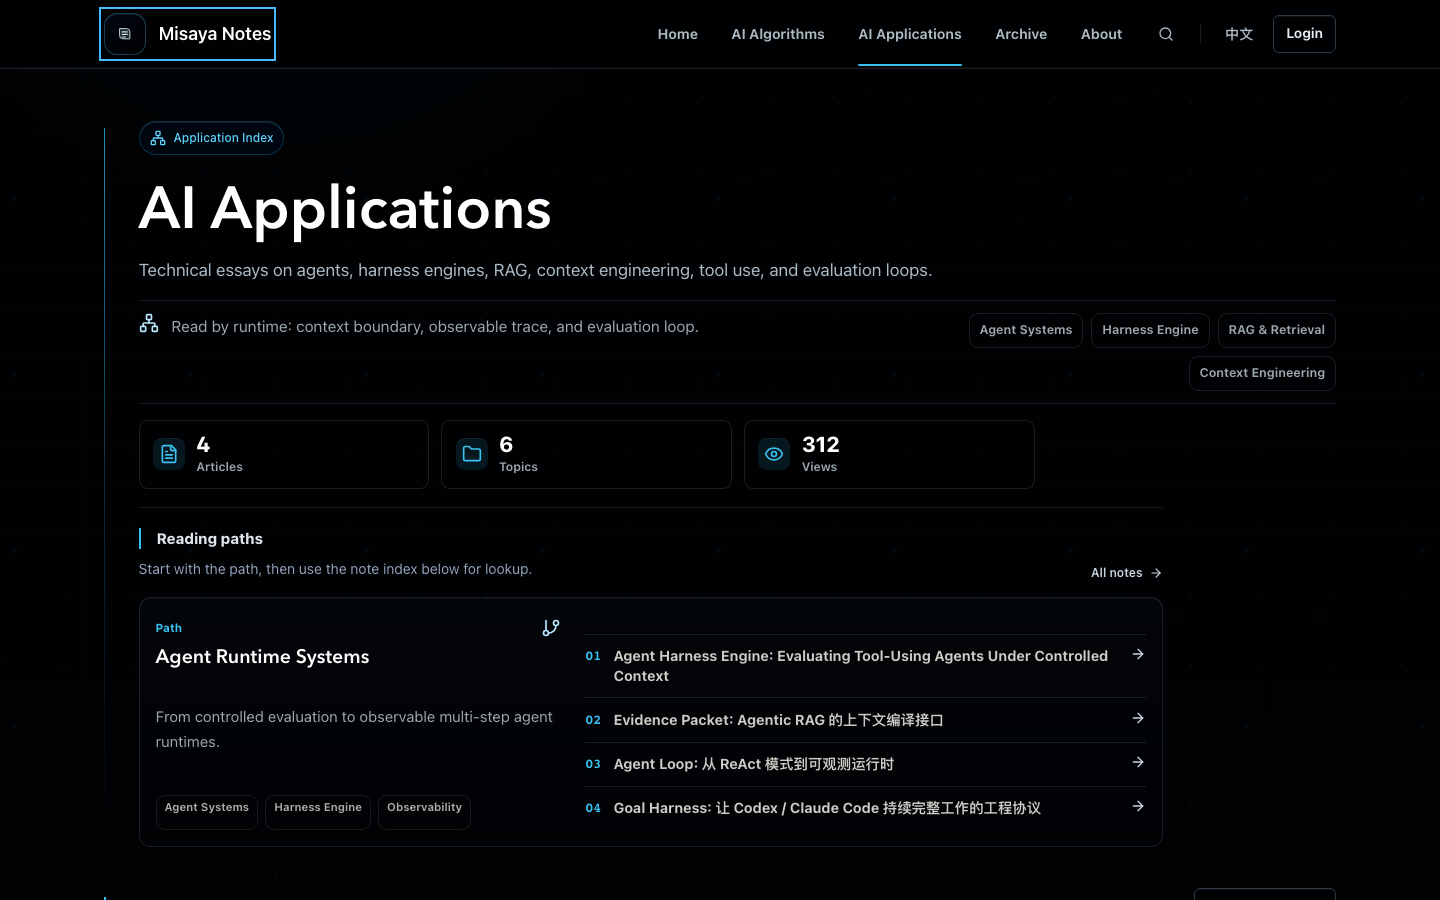 Misaya Notes
Home
AI Algorithms
AI Applications
Archive
About
中文
Login
Application Index
AI Applications
Technical essays on agents, harness engines, RAG, context engineering, tool use, and evaluation loops.
Read by runtime: context boundary, observable trace, and evaluation loop.
Agent Systems
Harness Engine
RAG & Retrieval
Context Engineering
4
Articles
6
Topics
312
Views
Reading paths
Start with the path, then use the note index below for lookup.
All notes
Path
Agent Runtime Systems
From controlled evaluation to observable multi-step agent
runtimes.
Agent Systems
Harness Engine
Observability
01
Agent Harness Engine: Evaluating Tool-Using Agents Under Controlled
Context
02
Evidence Packet: Agentic RAG 的上下文编译接口
03
Agent Loop: 从 ReAct 模式到可观测运行时
04
Goal Harness: 让 Codex / Claude Code 持续完整工作的工程协议